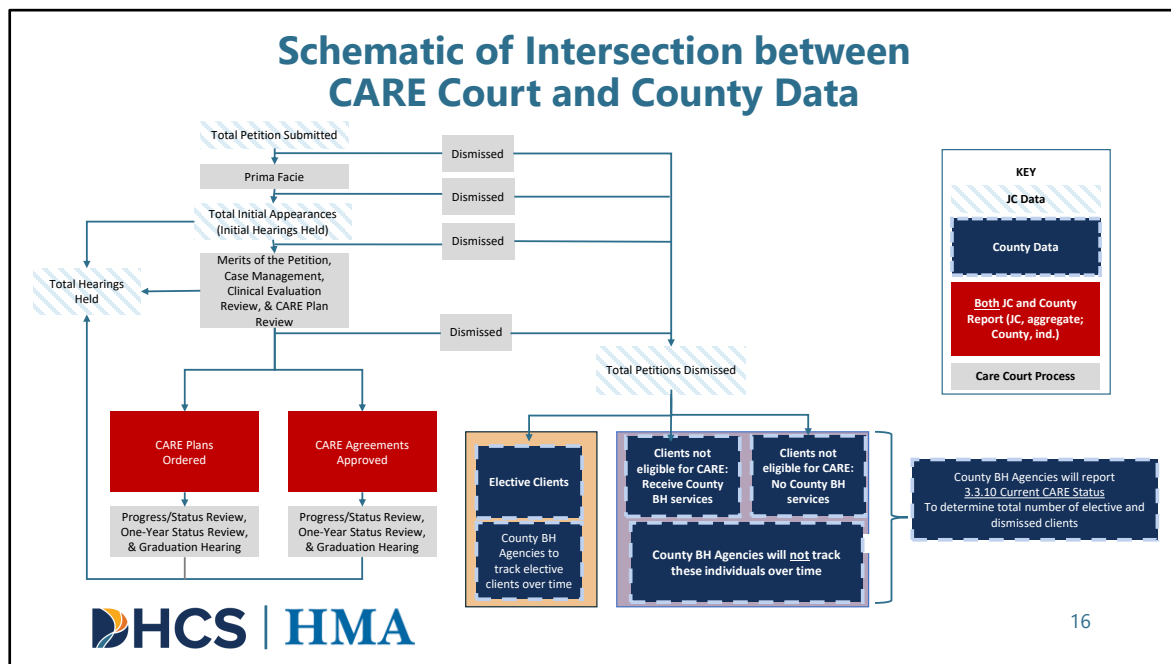 Schematic of Intersection between
CARE Court and County Data
Total Petition Submitted
Dismissed
Prima Facie
Dismissed
Total Initial Appearances
(Initial Hearings Held)
Dismissed
Merits of the Petition,
Case Management,
Clinical Evaluation
Review, & CARE Plan
Review
Total Hearings
Held
Dismissed
Total Petitions Dismissed
KEY
JC Data
County Data
Both JC and County
Report (JC, aggregate;
County, ind.)
Care Court Process
CARE Plans
Ordered
CARE Agreements
Approved
Progress/Status Review,
One-Year Status Review,
& Graduation Hearing
Progress/Status Review,
One-Year Status Review,
& Graduation Hearing
Elective Clients
County BH
Agencies to
track elective
clients over time
Clients not
eligible for CARE:
Receive County
BH services
Clients not
eligible for CARE:
No County BH
services
County BH Agencies will not track
these individuals over time
County BH Agencies will report
3.3.10 Current CARE Status
To determine total number of elective and
dismissed clients
DHCS | HMA
16